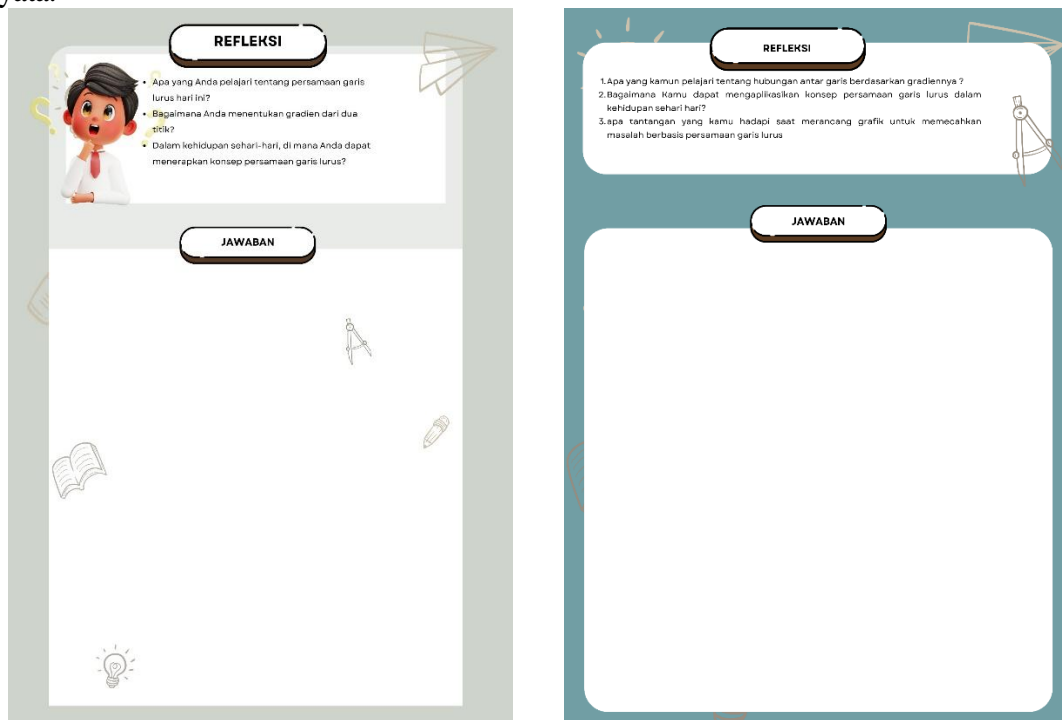 REFLEKSI
Apa yang Anda pelajari tentang persamaan garis
lurus hari ini?
Bagaimana Anda menentukan gradien dari dua
titik?
Dalam kehidupan sehari-hari, di mana Anda dapat
menerapkan konsep persamaan garis lurus?
JAWABAN
REFLEKSI
1. Apa yang kamun pelajari tentang hubungan antar garis berdasarkan gradiennya ?
2. Bagaimana Kamu dapat mengaplikasikan konsep persamaan garis lurus dalam
kehidupan sehari hari?
3. apa tantangan yang kamu hadapi saat merancang grafik untuk memecahkan
masalah berbasis persamaan garis lurus
JAWABAN